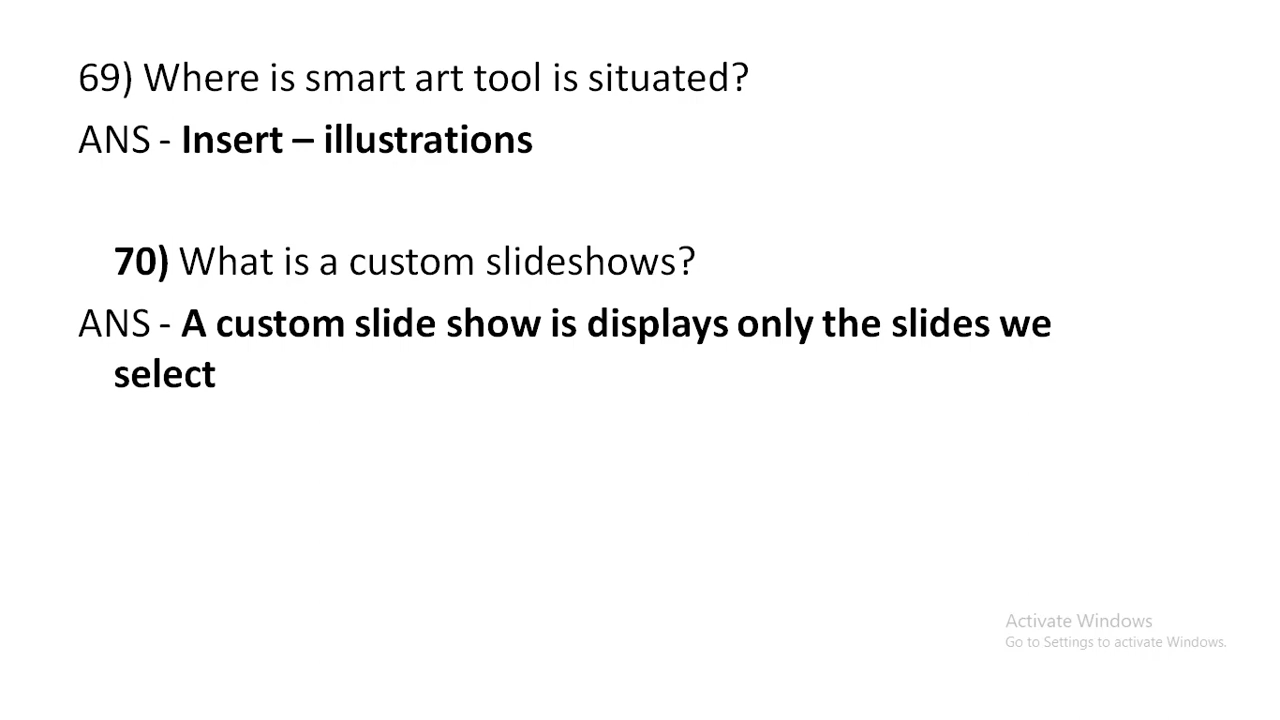 69) Where is smart art tool is situated?
ANS - Insert – illustrations
70) What is a custom slideshows?
ANS - A custom slide show is displays only the slides we
select
Activate Windows
Go to Settings to activate Windows.